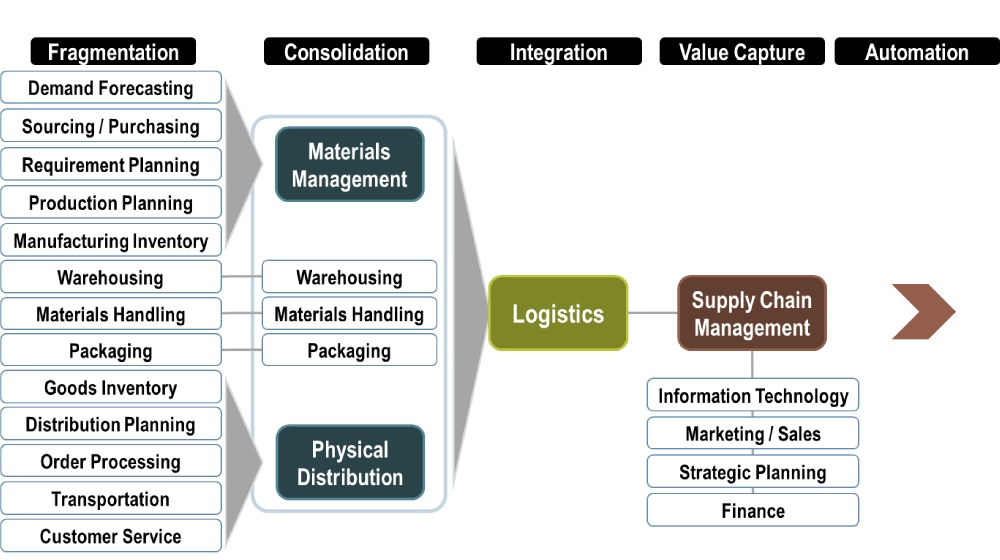 Fragmentation
Consolidation
Integration
Value Capture
Automation
Demand Forecasting
Sourcing / Purchasing
Requirement Planning
Production Planning
Manufacturing Inventory
Warehousing
Materials Handling
Packaging
Goods Inventory
Distribution Planning
Order Processing
Transportation
Customer Service
Materials
Management
Warehousing
Materials Handling
Packaging
Physical
Distribution
Logistics
Supply Chain
Management
Information Technology
Marketing / Sales
Strategic Planning
Finance